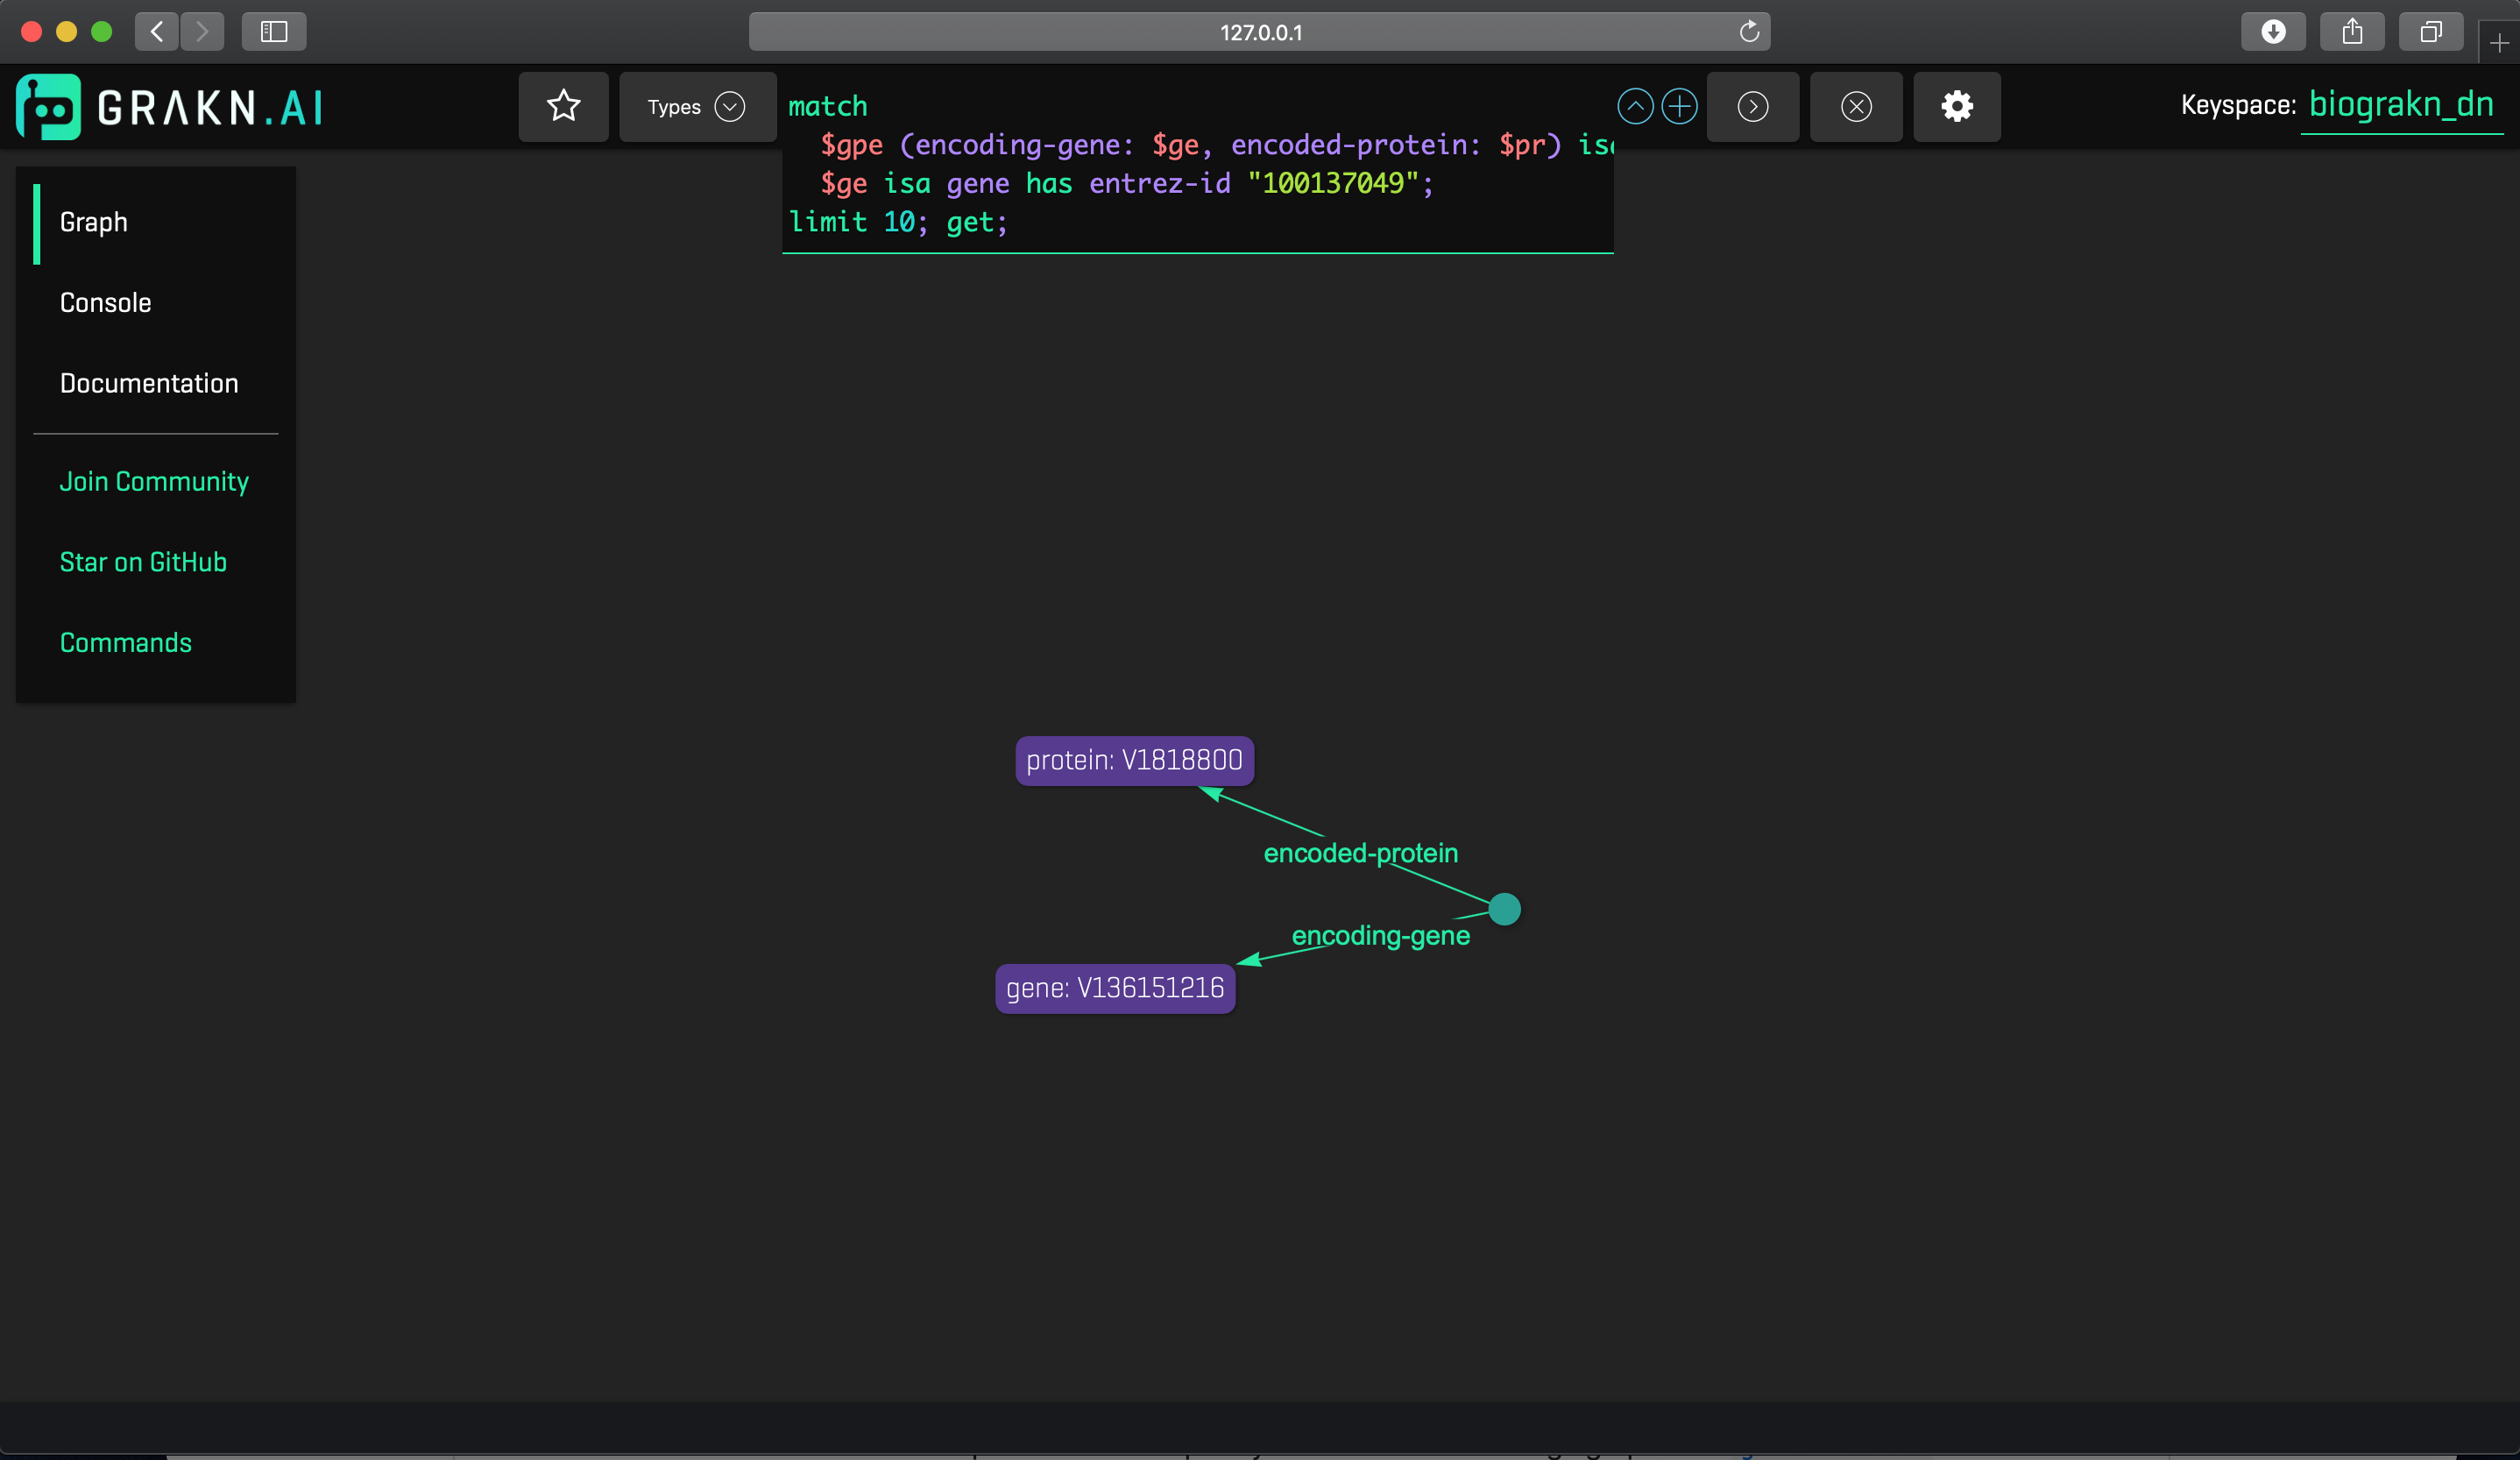 127.0.0.1
GRAKN.AI
Types
match
$gpe (encoding-gene: $ge, encoded-protein: $pr)
$ge isa gene has entrez-id "100137049";
limit 10; get;
Keyspace: biograkn_dn
Graph
Console
Documentation
Join Community
Star on GitHub
Commands
protein: V1818800
encoded-protein
encoding-gene
gene: V136151216